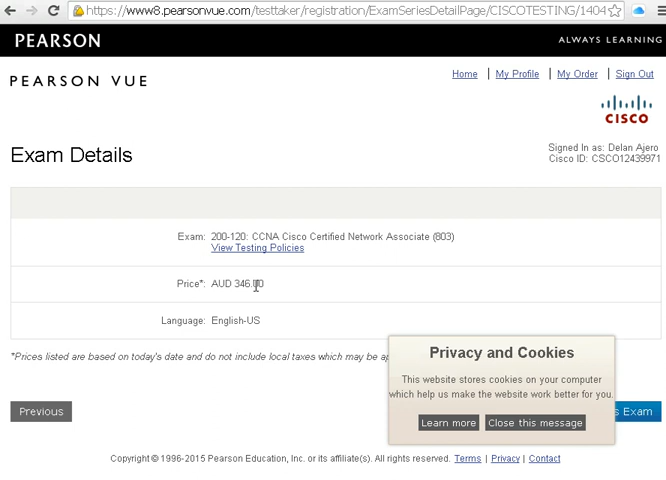 https://www8.pearsonvue.com/testtaker/registration/ExamSeriesDetailPage/CISCOTESTING/1404
PEARSON
ALWAYS LEARNING
PEARSON VUE
Home | My Profile | My Order | Sign Out
CISCO
Exam Details
Signed In as: Delan Ajero
Cisco ID: CSCO12439971
Exam: 200-120: CCNA Cisco Certified Network Associate (803)
View Testing Policies
Price*: AUD 346.00
Language: English-US
*Prices listed are based on today's date and do not include local taxes which may be
Privacy and Cookies
This website stores cookies on your computer
which help us make the website work better for you.
Learn more
Close this message
Previous
Exam
Copyright © 1996-2015 Pearson Education, Inc. or its affiliate(s). All rights reserved. Terms | Privacy | Contact